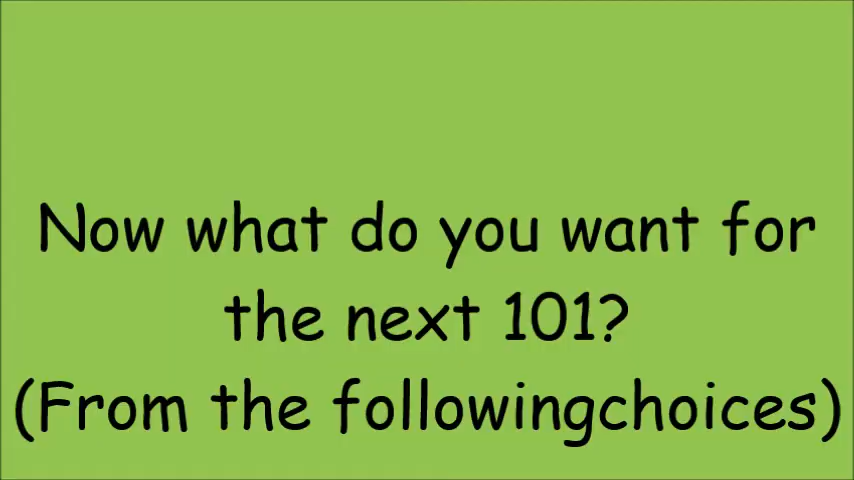 Now what do you want for
the next 101?
(From the followingchoices)